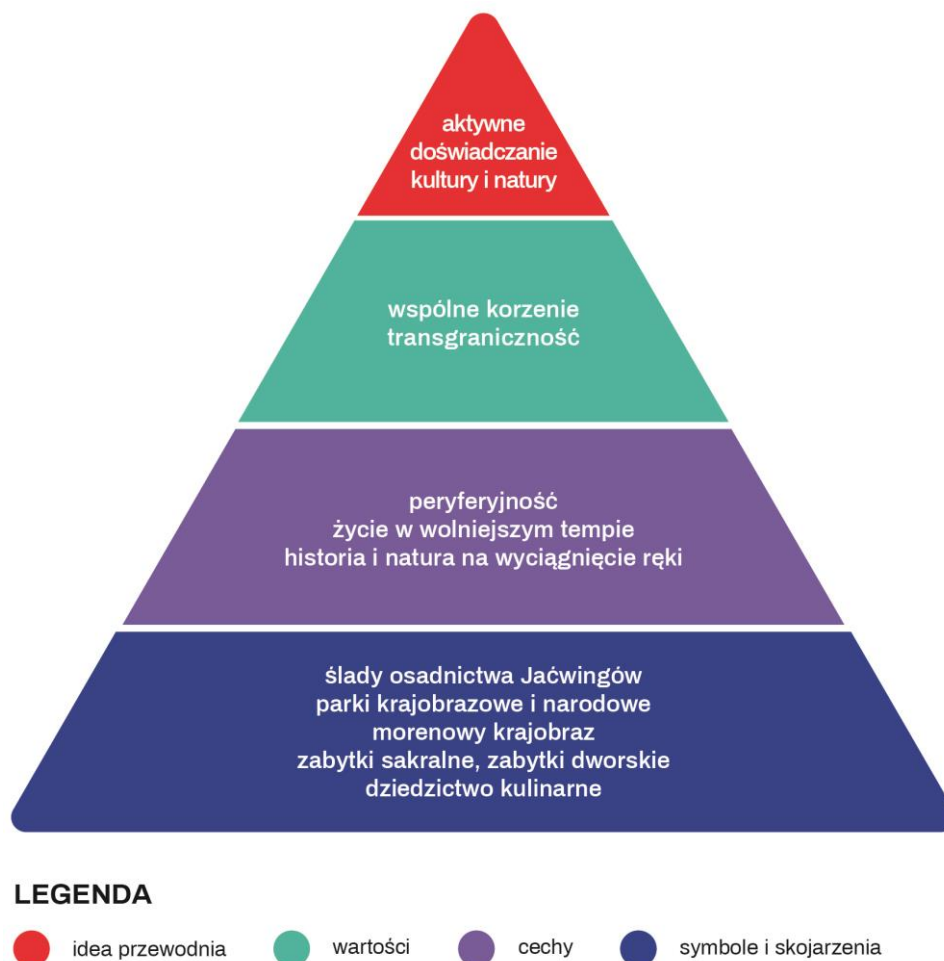 aktywne
doświadczanie
kultury i natury
wspólne korzenie
transgraniczność
peryferyjność
życie w wolniejszym tempie
historia i natura na wyciągnięcie ręki
ślady osadnictwa Jaćwingów
parki krajobrazowe i narodowe
morenowy krajobraz
zabytki sakralne, zabytki dworskie
dziedzictwo kulinarne
LEGENDA
idea przewodnia wartości cechy symbole i skojarzenia